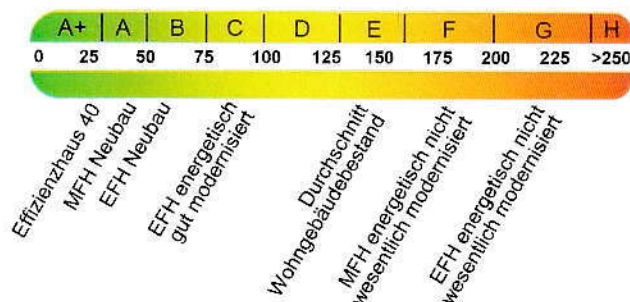 A+ A B C D E F G H
0 25 50 75 100 125 150 175 200 225 >250
Effizienzhaus 40
MFH Neubau
EFH Neubau
EFH energetisch
gut modernisiert
Durchschnitt
Wohngebäudebestand
MFH energetisch nicht
wesentlich modernisiert
EFH energetisch nicht
wesentlich modernisiert